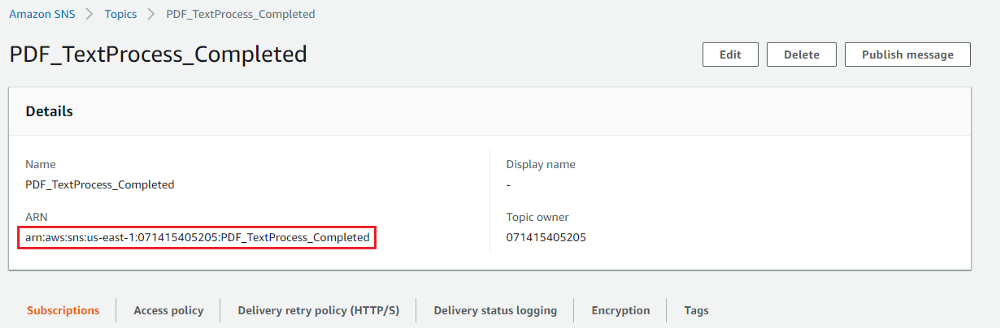 Amazon SNS > Topics > PDF_TextProcess_Completed
PDF_TextProcess_Completed
Edit Delete Publish message
Details
Name Display name
PDF_TextProcess_Completed -
ARN Topic owner
arn:aws:sns:us-east-1:071415405205:PDF_TextProcess_Completed 071415405205
Subscriptions Access policy Delivery retry policy (HTTP/S) Delivery status logging Encryption Tags